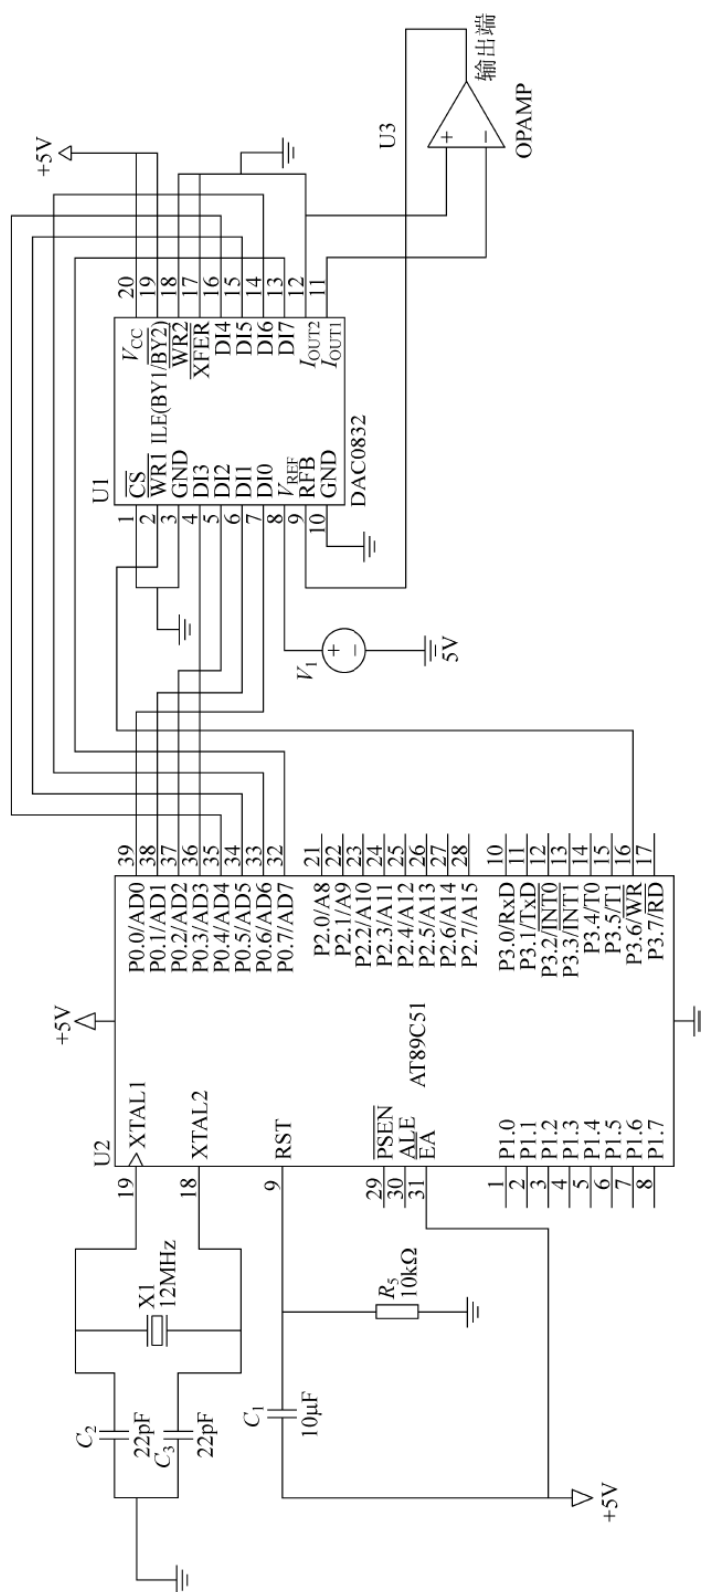 U2
+5V
19
XTAL1
18
XTAL2
9
RST
29
PSEN
30
ALE
31
EA
1
P1.0
2
P1.1
3
P1.2
4
P1.3
5
P1.4
6
P1.5
7
P1.6
8
P1.7
AT89C51
P0.0/AD0
39
P0.1/AD1
38
P0.2/AD2
37
P0.3/AD3
36
P0.4/AD4
35
P0.5/AD5
34
P0.6/AD6
33
P0.7/AD7
32
P2.0/A8
21
P2.1/A9
22
P2.2/A10
23
P2.3/A11
24
P2.4/A12
25
P2.5/A13
26
P2.6/A14
27
P2.7/A15
28
P3.0/RxD
10
P3.1/TxD
11
P3.2/INT0
12
P3.3/INT1
13
P3.4/T0
14
P3.5/T1
15
P3.6/WR
16
P3.7/RD
17
X1
12MHz
C2
22pF
C3
22pF
C1
10μF
R5
10kΩ
+5V
V1
+
−
5V
U1
1
CS
2
WR1
3
GND
4
DI3
5
DI2
6
DI1
7
DI0
8
VREF
9
RFB
10
GND
VCC
20
ILE(BY1/BY2)
19
WR2
18
XFER
17
DI4
16
DI5
15
DI6
14
DI7
13
IOUT2
12
IOUT1
11
DAC0832
+5V
U3
+
−
输出端
OPAMP